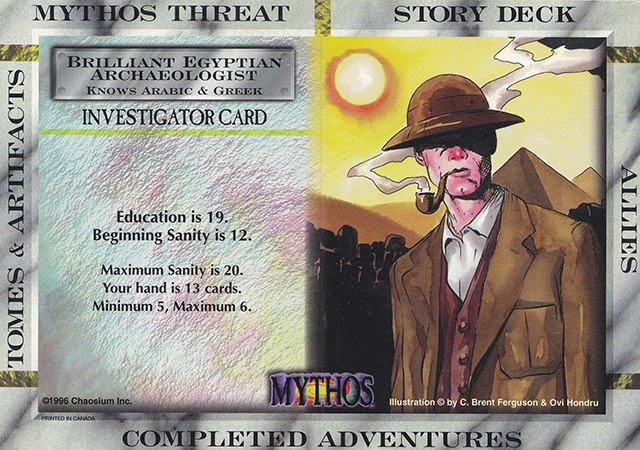 MYTHOS THREAT
STORY DECK
TOMES & ARTIFACTS
BRILLIANT EGYPTIAN
ARCHAEOLOGIST
KNOWS ARABIC & GREEK
INVESTIGATOR CARD
Education is 19.
Beginning Sanity is 12.
Maximum Sanity is 20.
Your hand is 13 cards.
Minimum 5, Maximum 6.
ALLIES
MYTHOS
©1996 Chaosium Inc.
Illustration © by C. Brent Ferguson & Ovi Hondru
PRINTED IN CANADA
COMPLETED ADVENTURES